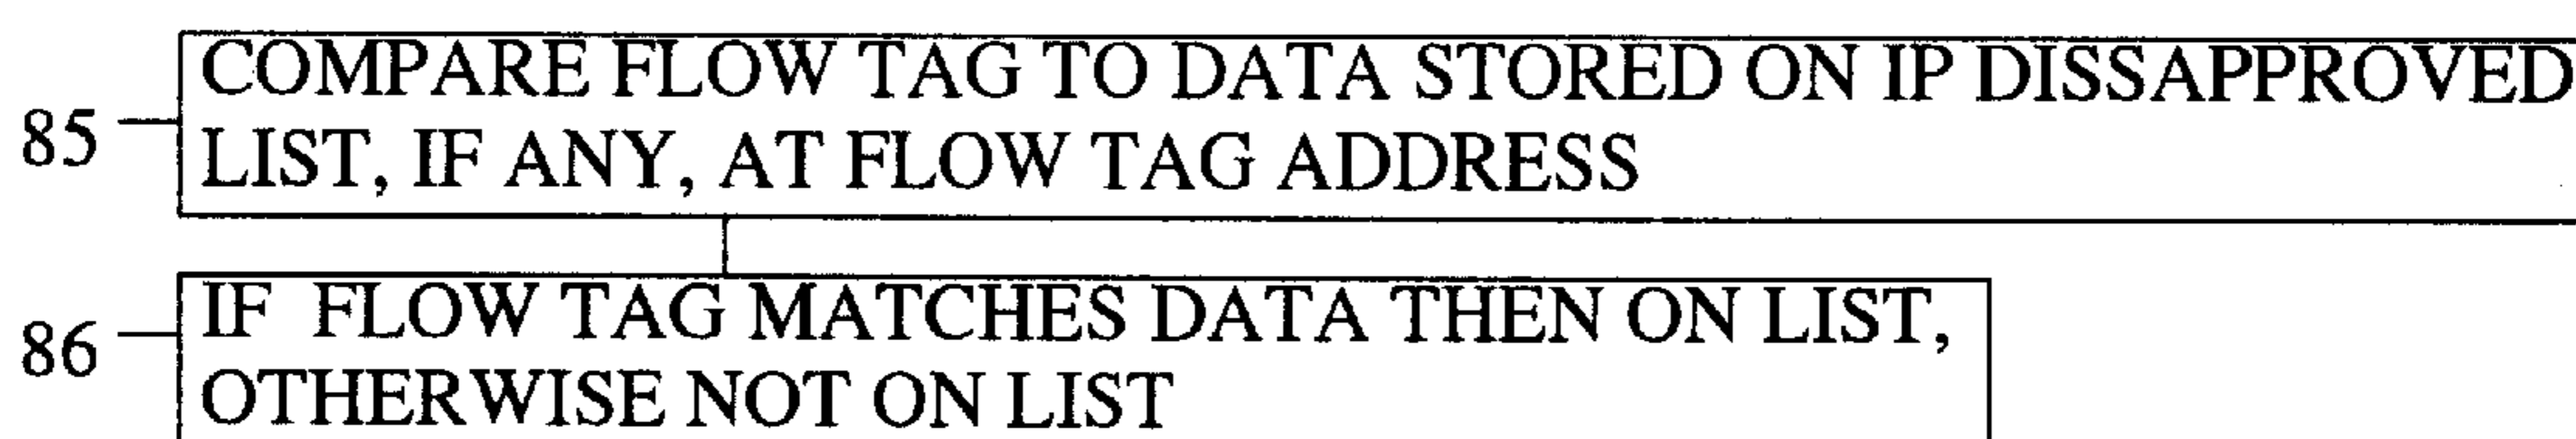 COMPARE FLOW TAG TO DATA STORED ON IP DISSAPPROVED
85
LIST, IF ANY, AT FLOW TAG ADDRESS
IF FLOW TAG MATCHES DATA THEN ON LIST,
86
OTHERWISE NOT ON LIST